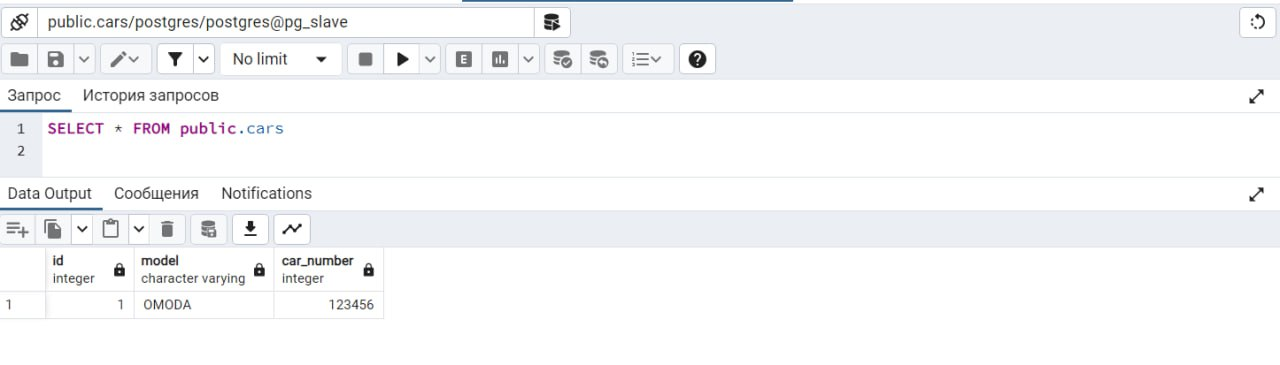 public.cars/postgres/postgres@pg_slave
No limit
E
Запрос История запросов
1 SELECT * FROM public.cars
2
Data Output Сообщения Notifications
id model car_number
integer character varying integer
1 1 OMODA 123456